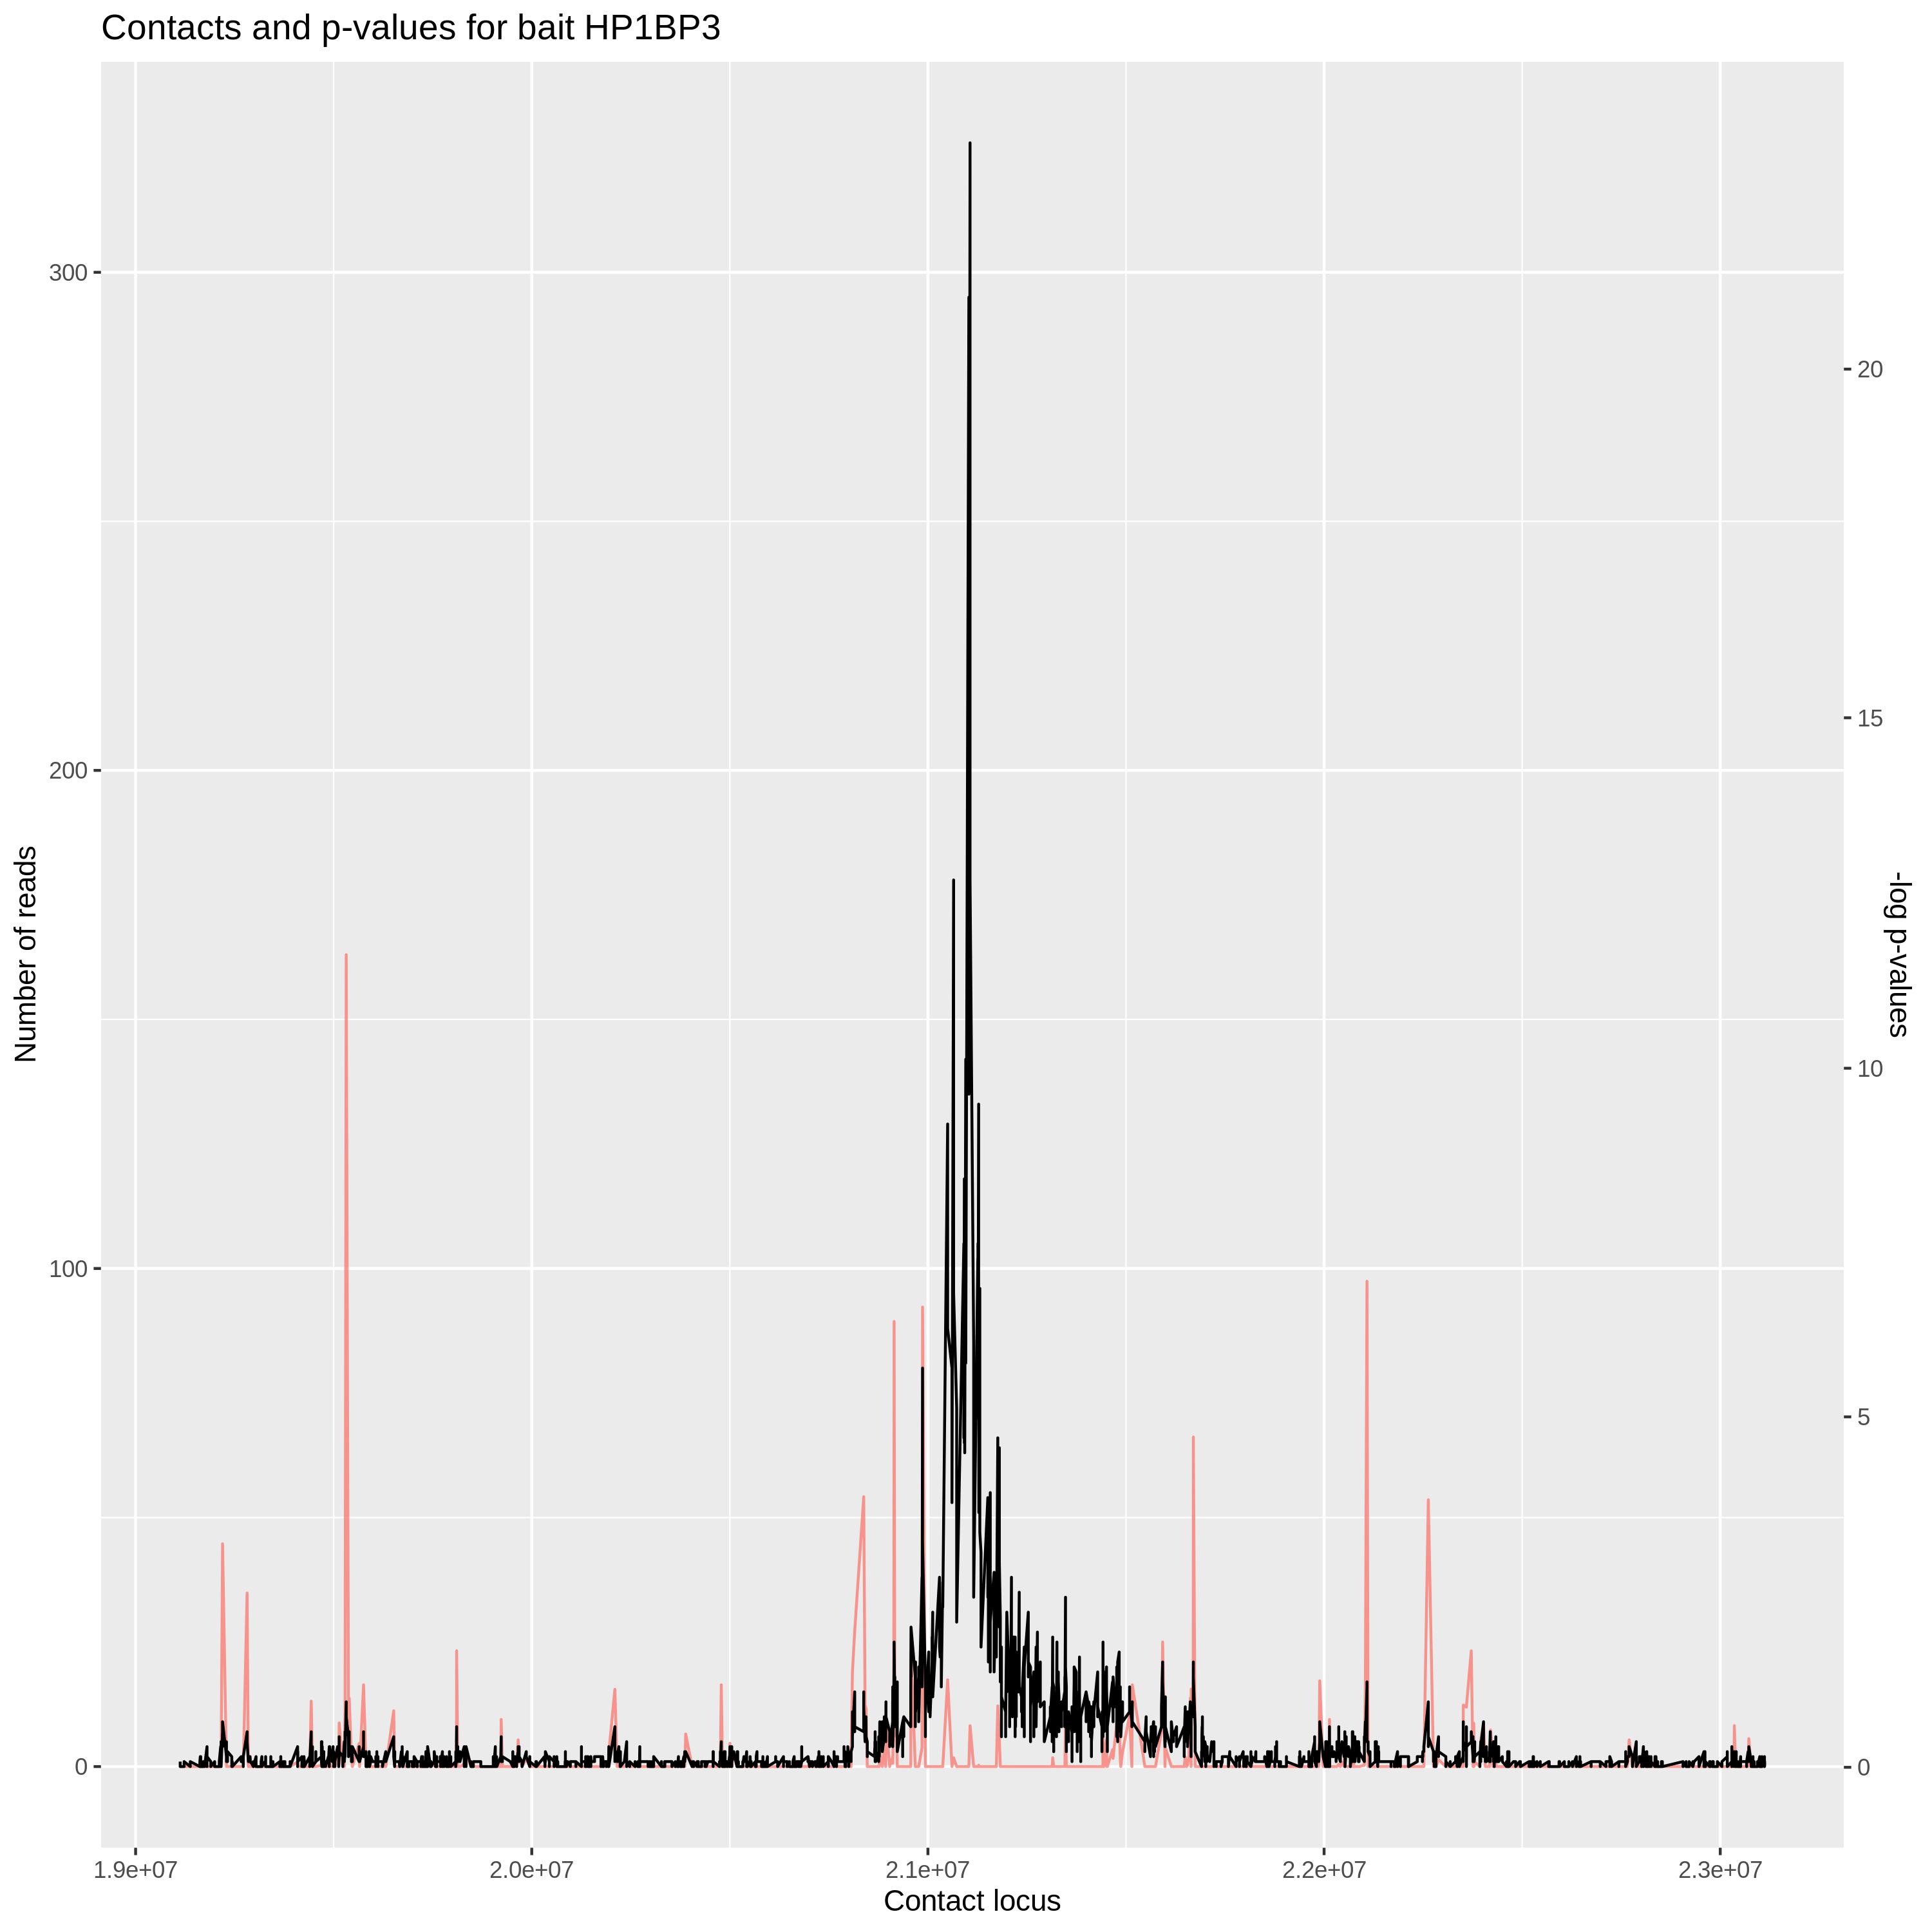 Contacts and p-values for bait HP1BP3
Number of reads
300
200
100
0
-log p-values
20
15
10
5
0
1.9e+07 2.0e+07 2.1e+07 2.2e+07 2.3e+07
Contact locus